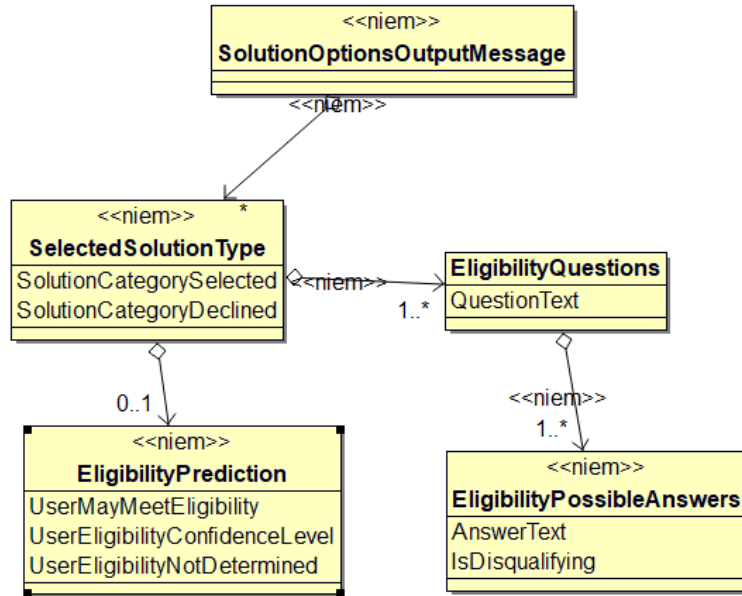 <<niem>>
SolutionOptionsOutputMessage
<<niem>>
<<niem>>
*
SelectedSolutionType
SolutionCategorySelected
SolutionCategoryDeclined
<<niem>>
1..*
EligibilityQuestions
QuestionText
0..1
<<niem>>
EligibilityPrediction
UserMayMeetEligibility
UserEligibilityConfidenceLevel
UserEligibilityNotDetermined
<<niem>>
1..*
<<niem>>
EligibilityPossibleAnswers
AnswerText
IsDisqualifying